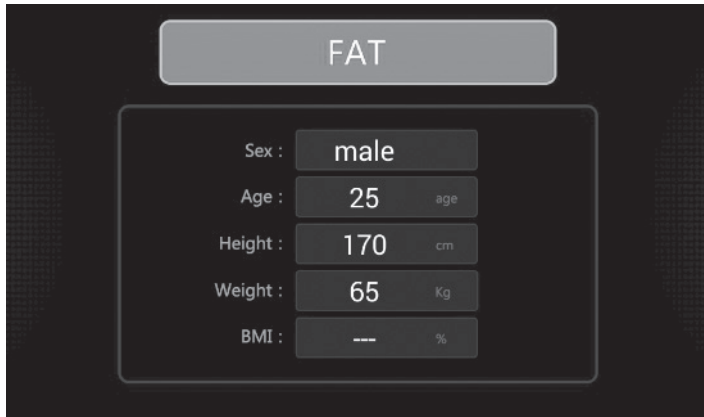 FAT
Sex : male
Age : 25 age
Height : 170 cm
Weight : 65 Kg
BMI : --- %